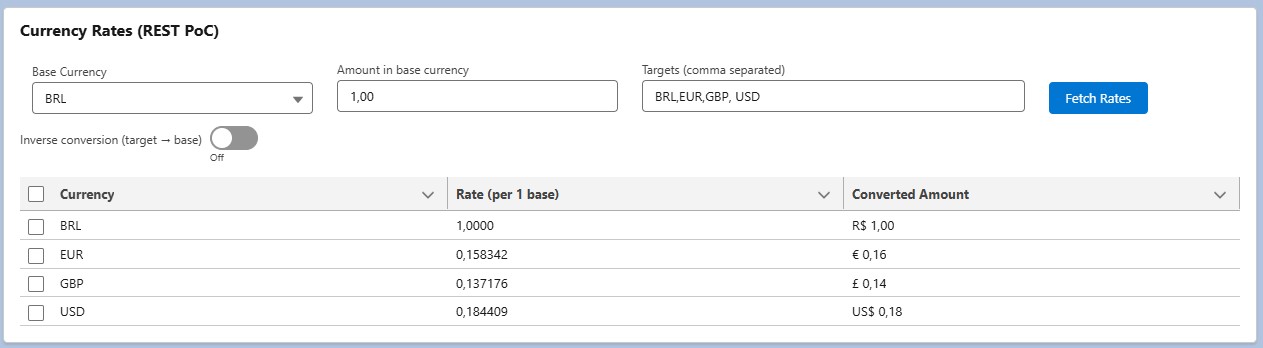 Currency Rates (REST PoC)
Base Currency
Amount in base currency
Targets (comma separated)
BRL
1,00
BRL,EUR,GBP, USD
Fetch Rates
Inverse conversion (target → base)
Off
Currency Rate (per 1 base) Converted Amount
BRL 1,0000 R$ 1,00
EUR 0,158342 € 0,16
GBP 0,137176 £ 0,14
USD 0,184409 US$ 0,18